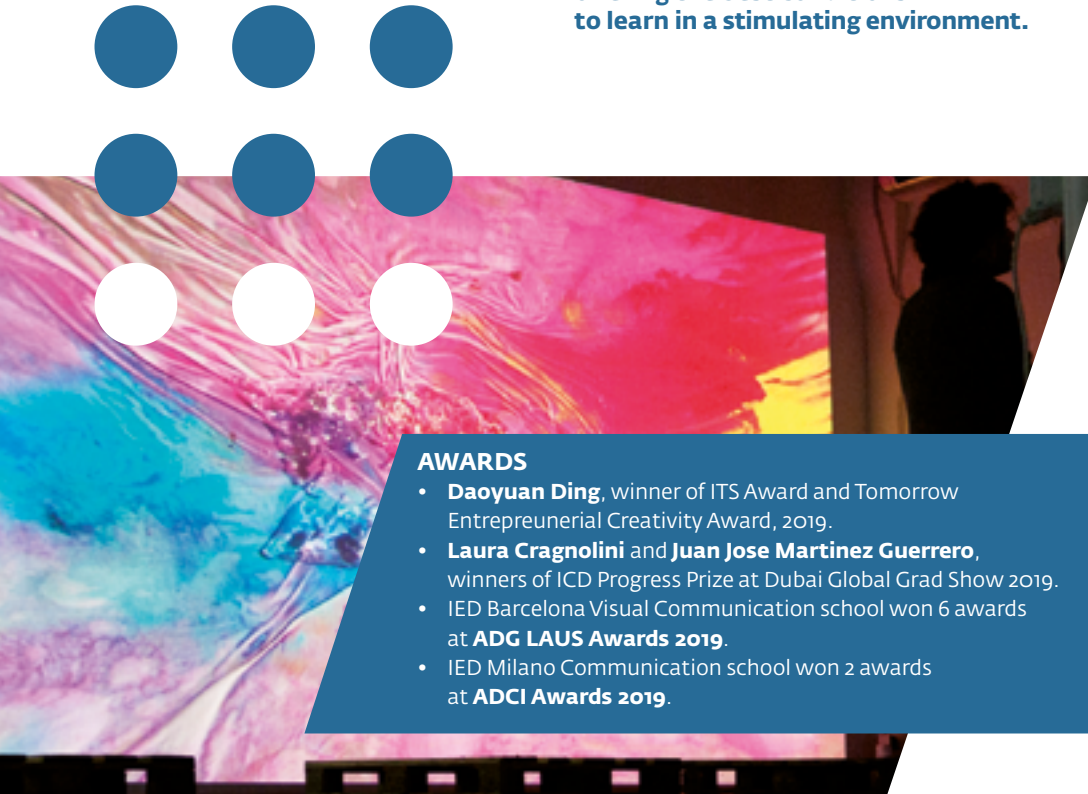 to learn in a stimulating environment.
AWARDS
• Daoyuan Ding, winner of ITS Award and Tomorrow
Entrepreunerial Creativity Award, 2019.
• Laura Cragnolini and Juan Jose Martinez Guerrero,
winners of ICD Progress Prize at Dubai Global Grad Show 2019.
• IED Barcelona Visual Communication school won 6 awards
at ADG LAUS Awards 2019.
• IED Milano Communication school won 2 awards
at ADCI Awards 2019.